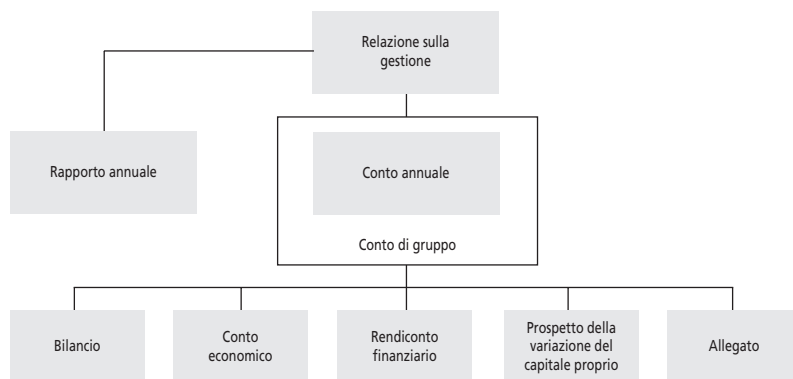 Relazione sulla
gestione
Rapporto annuale
Conto annuale
Conto di gruppo
Bilancio
Conto
economico
Rendiconto
finanziario
Prospetto della
variazione del
capitale proprio
Allegato